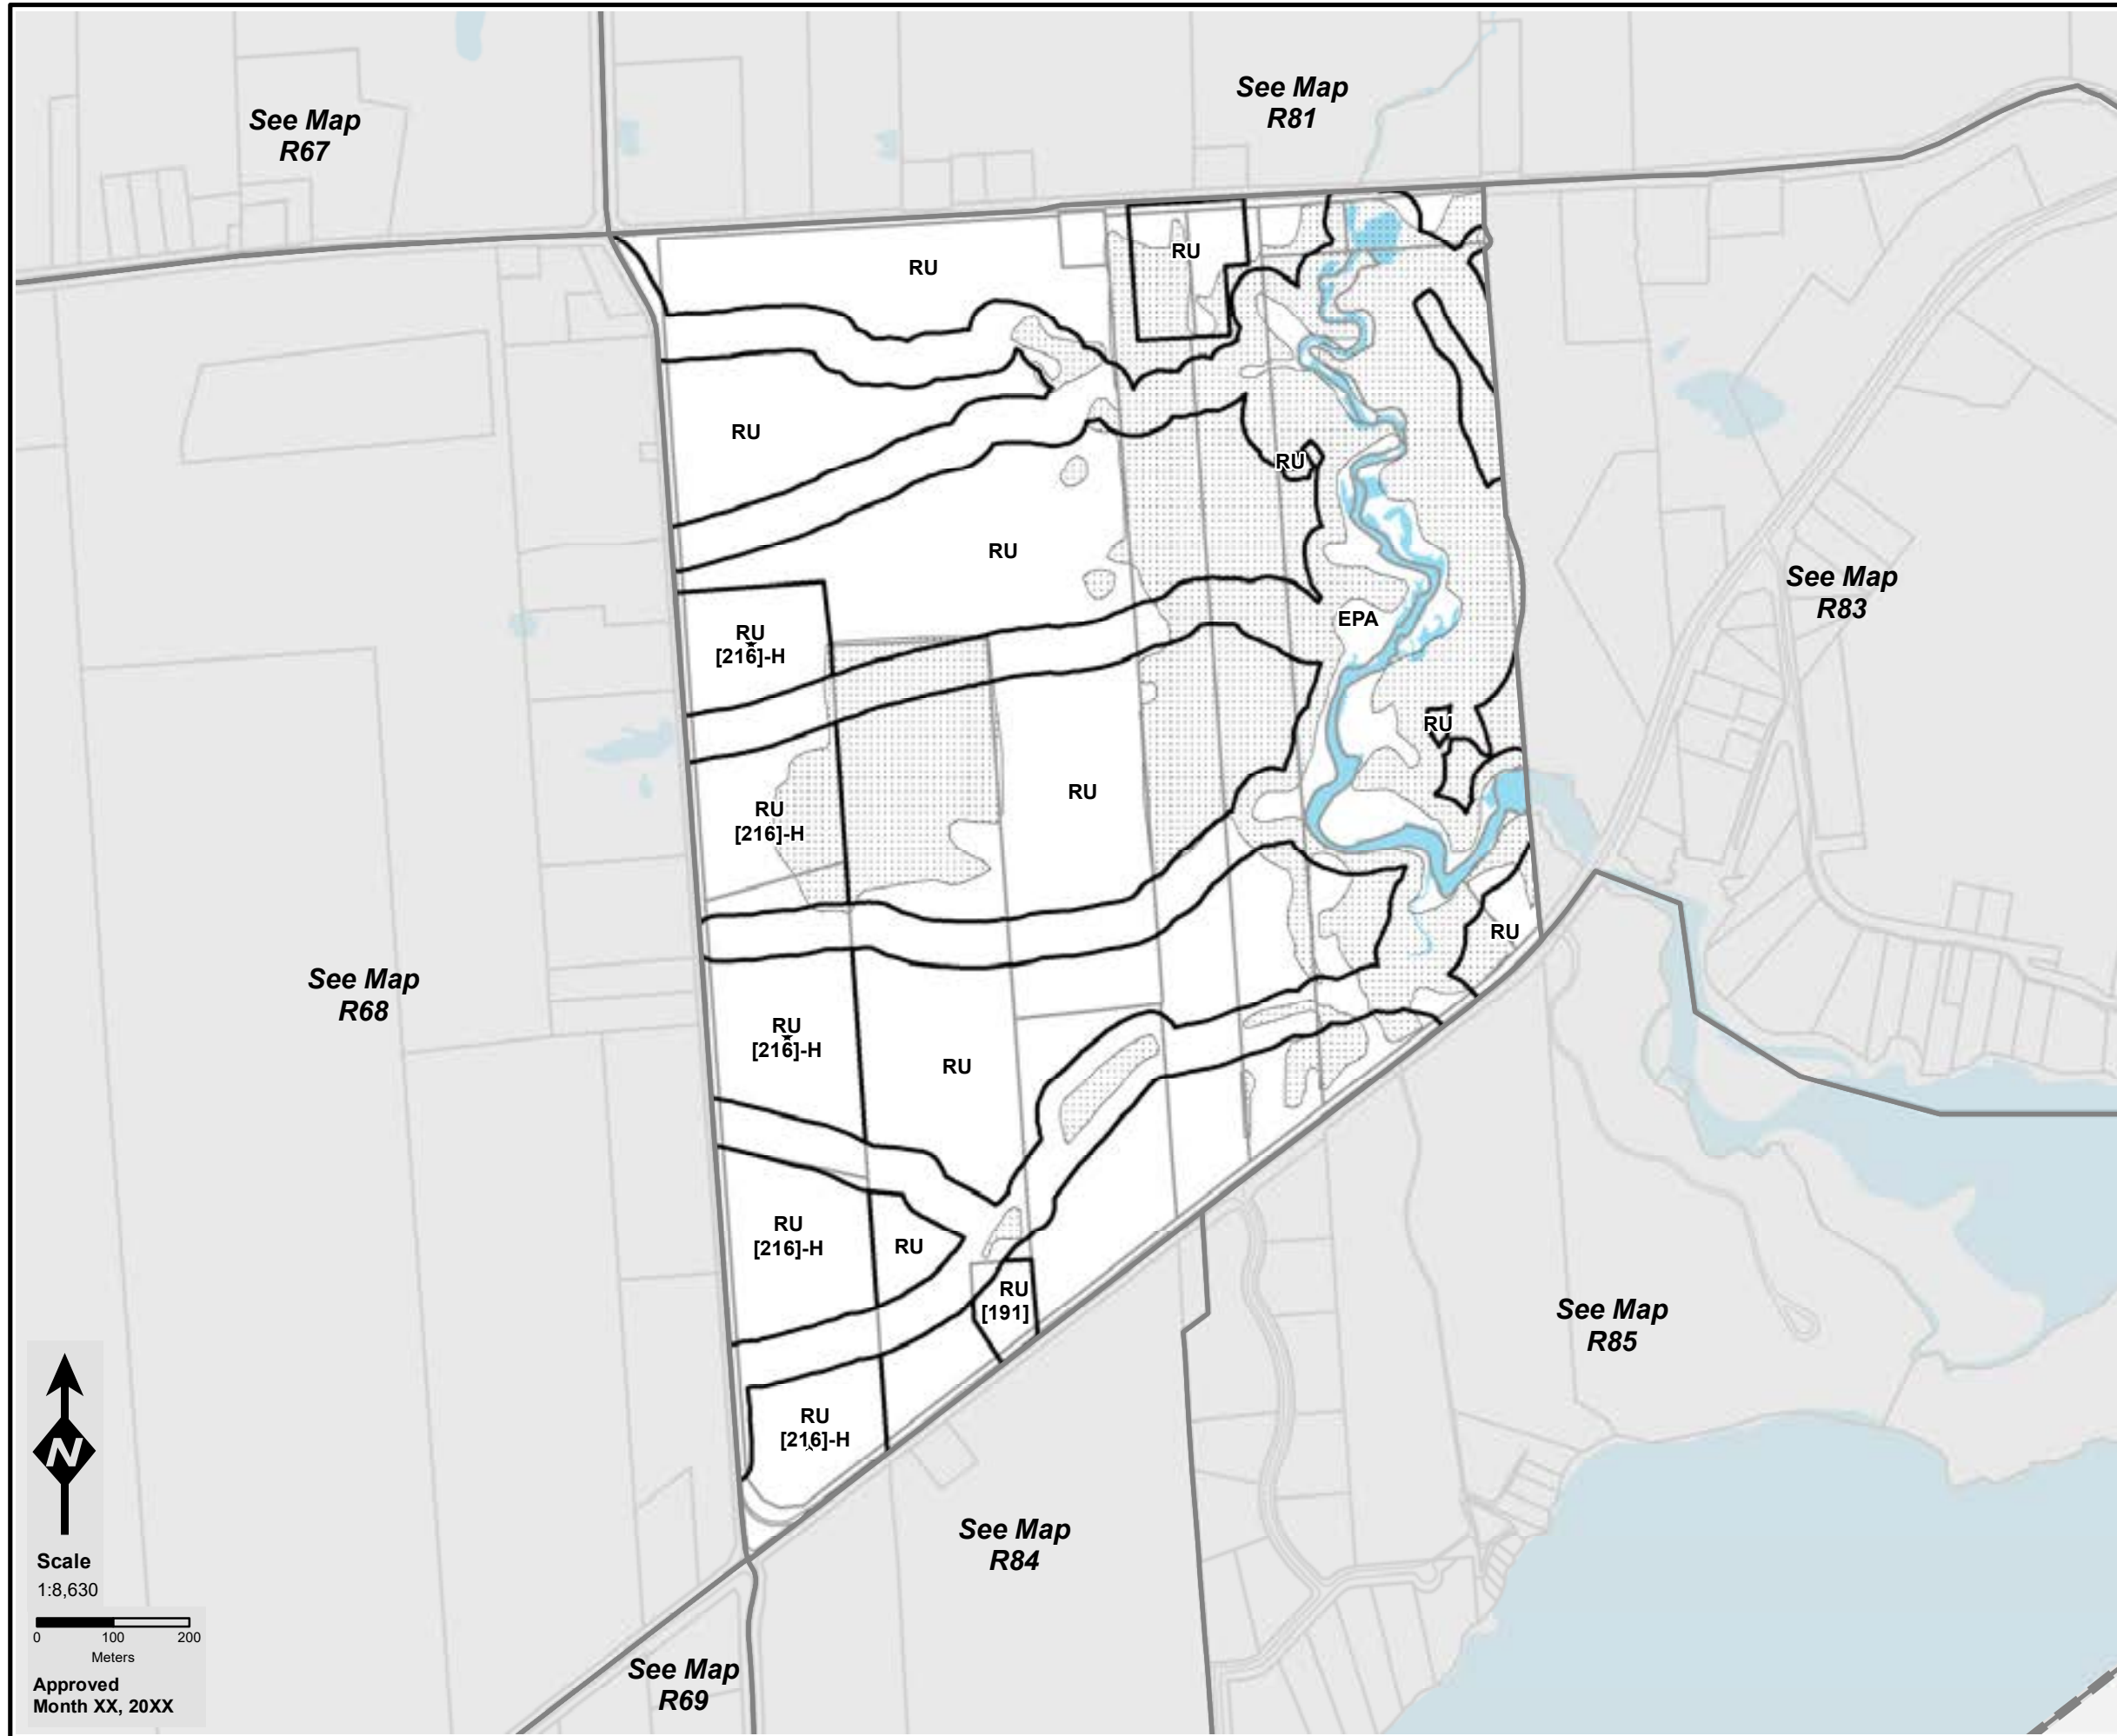 See Map
R67
See Map
R81
RU
RU
RU
RU
RU
See Map
R83
EPA
RU
[216]-H
RU
RU
RU
[216]-H
RU
See Map
R68
RU
[216]-H
RU
RU
[216]-H
RU
RU
[191]
See Map
R85
RU
[216]-H
N
See Map
R84
Scale
1:8,630
0 100 200
Meters
See Map
R69
Approved
Month XX, 20XX